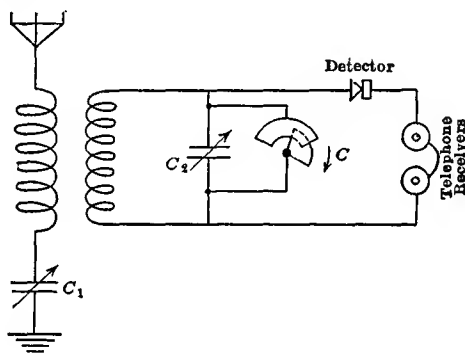 Detector
C₂
C
Telephone
Receivers
C₁